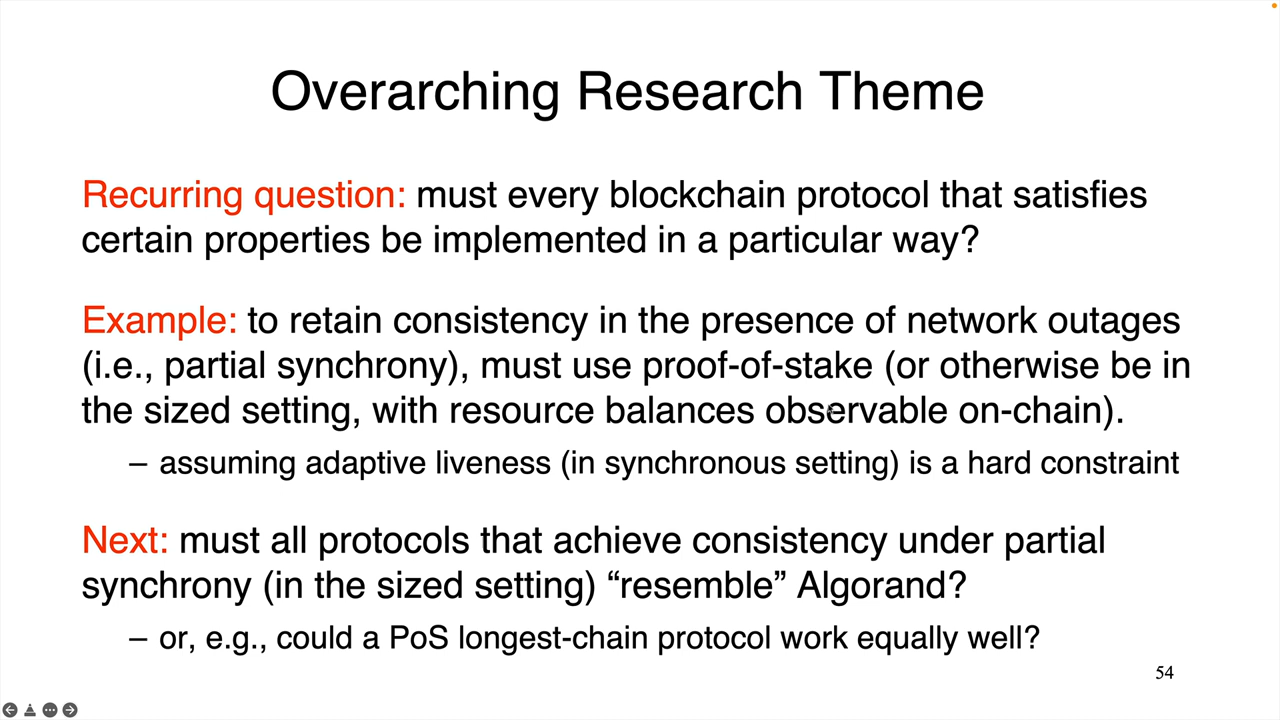 Overarching Research Theme
Recurring question: must every blockchain protocol that satisfies
certain properties be implemented in a particular way?
Example: to retain consistency in the presence of network outages
(i.e., partial synchrony), must use proof-of-stake (or otherwise be in
the sized setting, with resource balances observable on-chain).
– assuming adaptive liveness (in synchronous setting) is a hard constraint
Next: must all protocols that achieve consistency under partial
synchrony (in the sized setting) “resemble” Algorand?
– or, e.g., could a PoS longest-chain protocol work equally well?
54